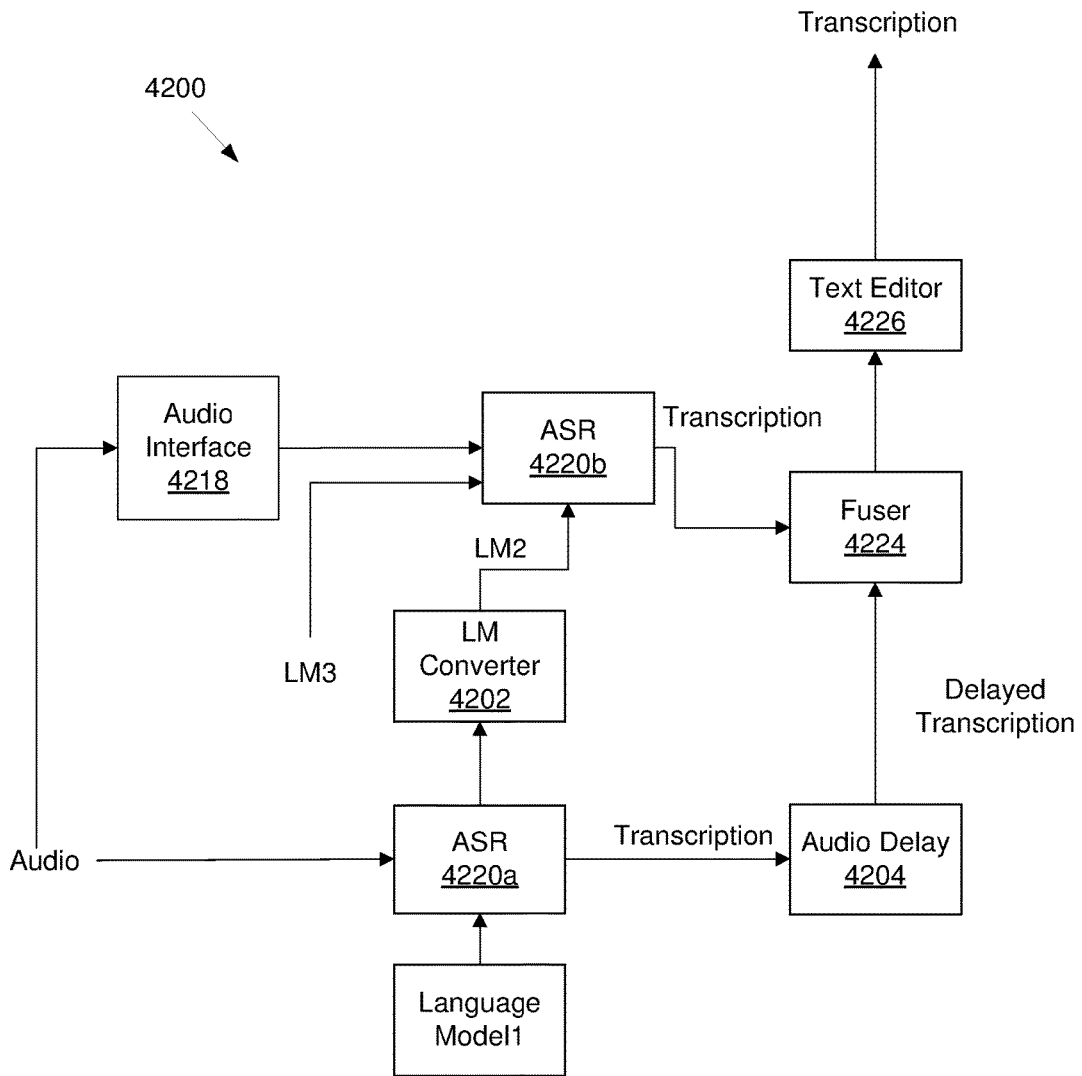 Transcription
4200
Text Editor
4226
Audio
Interface
4218
ASR
4220b
Transcription
Fuser
4224
LM2
LM3
LM
Converter
4202
Delayed
Transcription
Audio
ASR
4220a
Transcription
Audio Delay
4204
Language
Model1